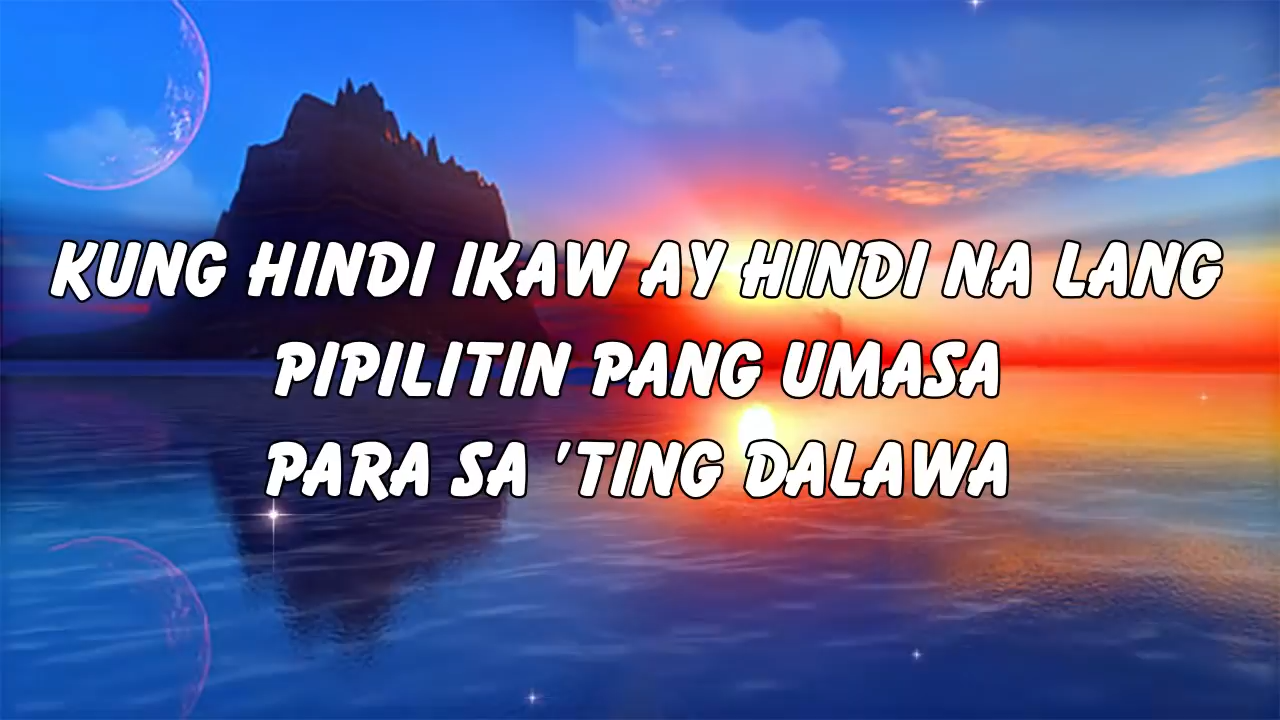 KUNG HINDI IKAW AY HINDI NA LANG
PIPILITIN PANG UMASA
PARA SA 'TING DALAWA